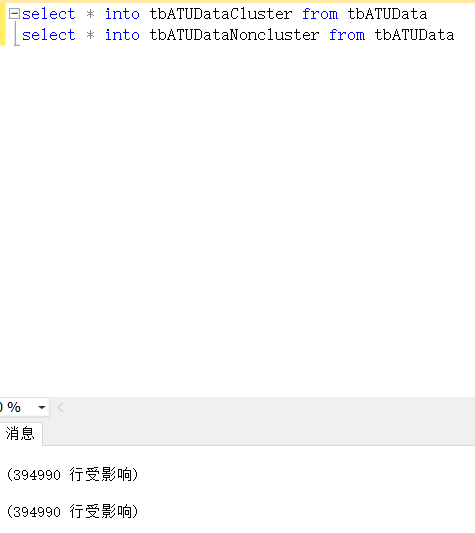 select * into tbATUDataCluster from tbATUData
select * into tbATUDataNoncluster from tbATUData
0 %
消息
(394990 行受影响)
(394990 行受影响)